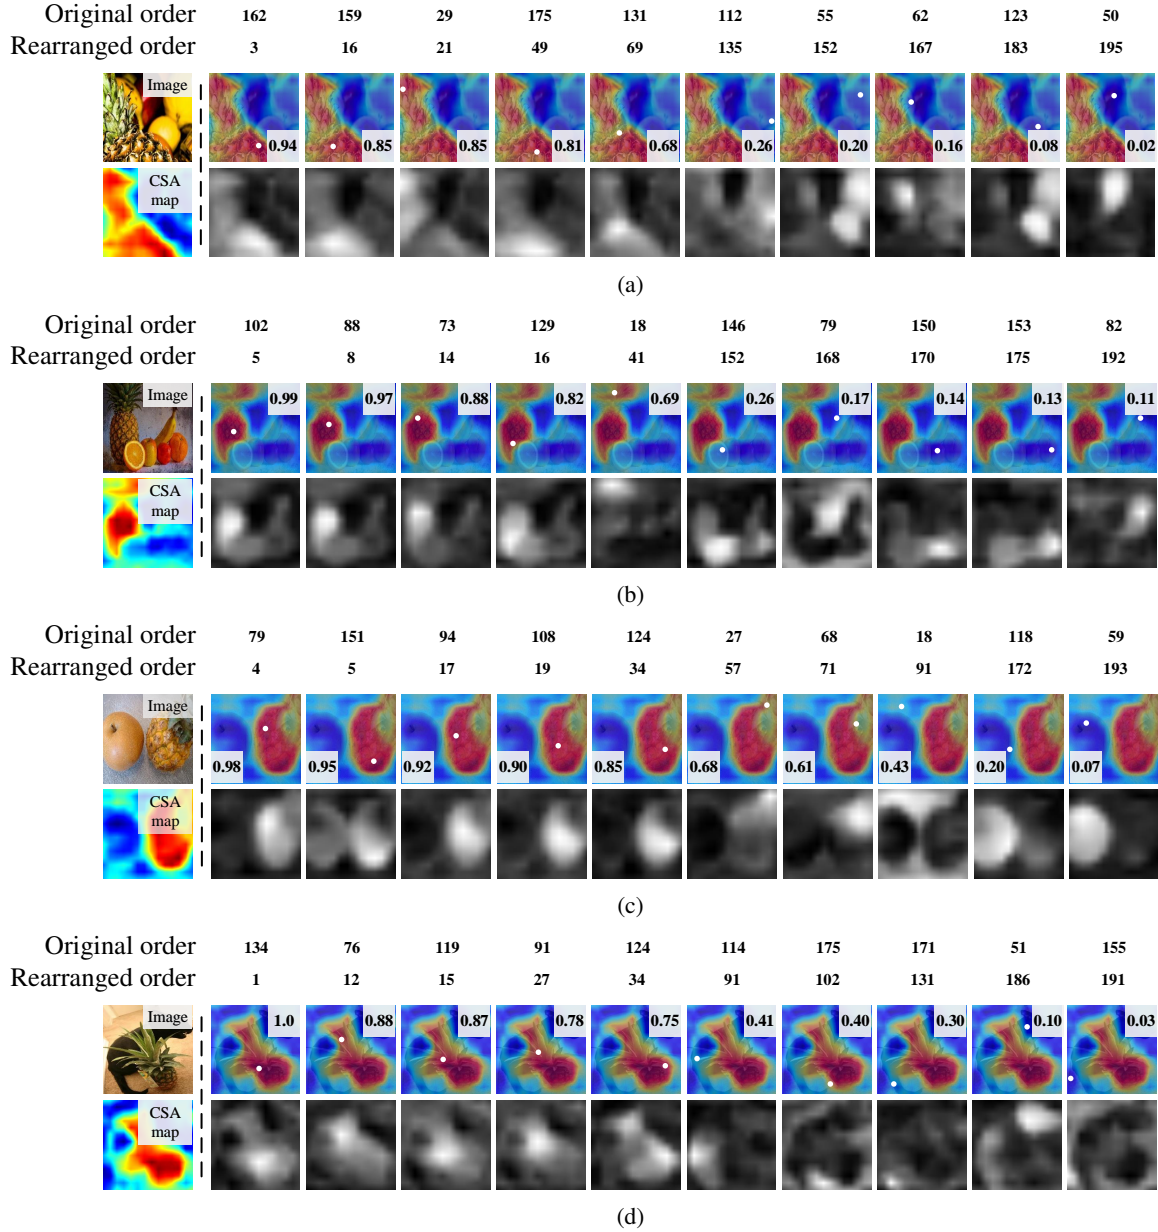 Original order 162 159 29 175 131 112 55 62 123 50
Rearranged order 3 16 21 49 69 135 152 167 183 195
Image
0.94 0.85 0.85 0.81 0.68 0.26 0.20 0.16 0.08 0.02
CSA
map
(a)
Original order 102 88 73 129 18 146 79 150 153 82
Rearranged order 5 8 14 16 41 152 168 170 175 192
Image 0.99 0.97 0.88 0.82 0.69 0.26 0.17 0.14 0.13 0.11
CSA
map
(b)
Original order 79 151 94 108 124 27 68 18 118 59
Rearranged order 4 5 17 19 34 57 71 91 172 193
Image
0.98 0.95 0.92 0.90 0.85 0.68 0.61 0.43 0.20 0.07
CSA
map
(c)
Original order 134 76 119 91 124 114 175 171 51 155
Rearranged order 1 12 15 27 34 91 102 131 186 191
Image 1.0 0.88 0.87 0.78 0.75 0.41 0.40 0.30 0.10 0.03
CSA
map
(d)